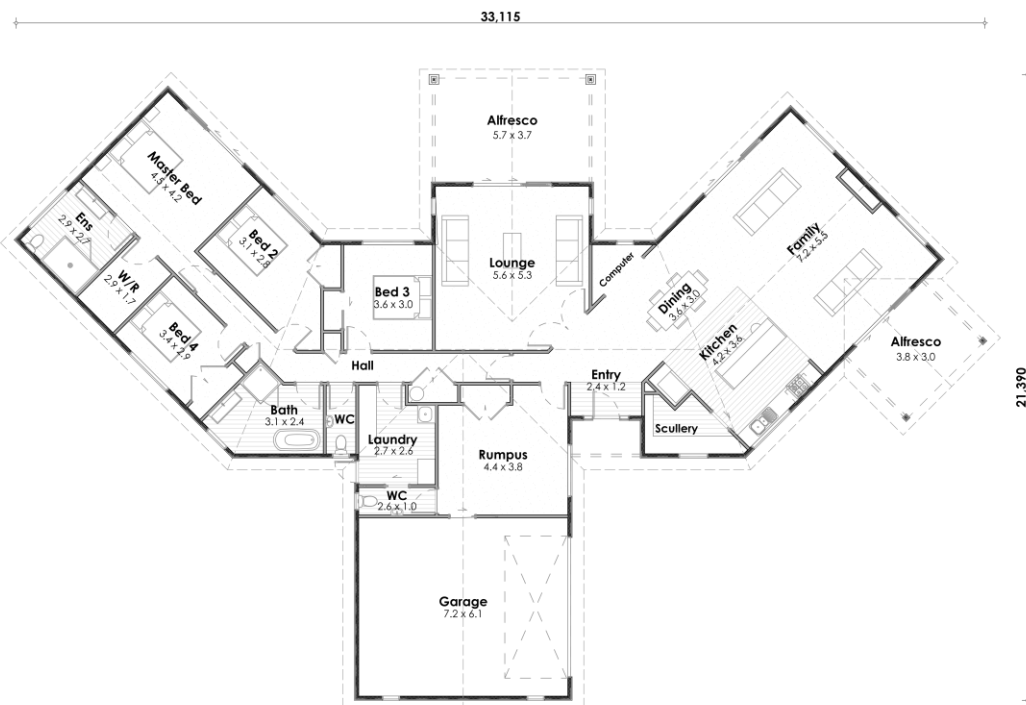 33,115
Alfresco
5.7 x 3.7
Master Bed
4.5 x 4.2
Ens
2.9 x 2.7
W/R
2.9 x 1.7
Bed 2
3.1 x 2.8
Bed 3
3.6 x 3.0
Bed 4
3.4 x 2.9
Lounge
5.6 x 5.3
Computer
Family
7.2 x 5.5
Dining
3.6 x 3.0
Kitchen
4.2 x 3.6
Alfresco
3.8 x 3.0
21,390
Hall
Entry
2.4 x 1.2
Bath
3.1 x 2.4
WC
Laundry
2.7 x 2.6
Scullery
Rumpus
4.4 x 3.8
WC
2.6 x 1.0
Garage
7.2 x 6.1